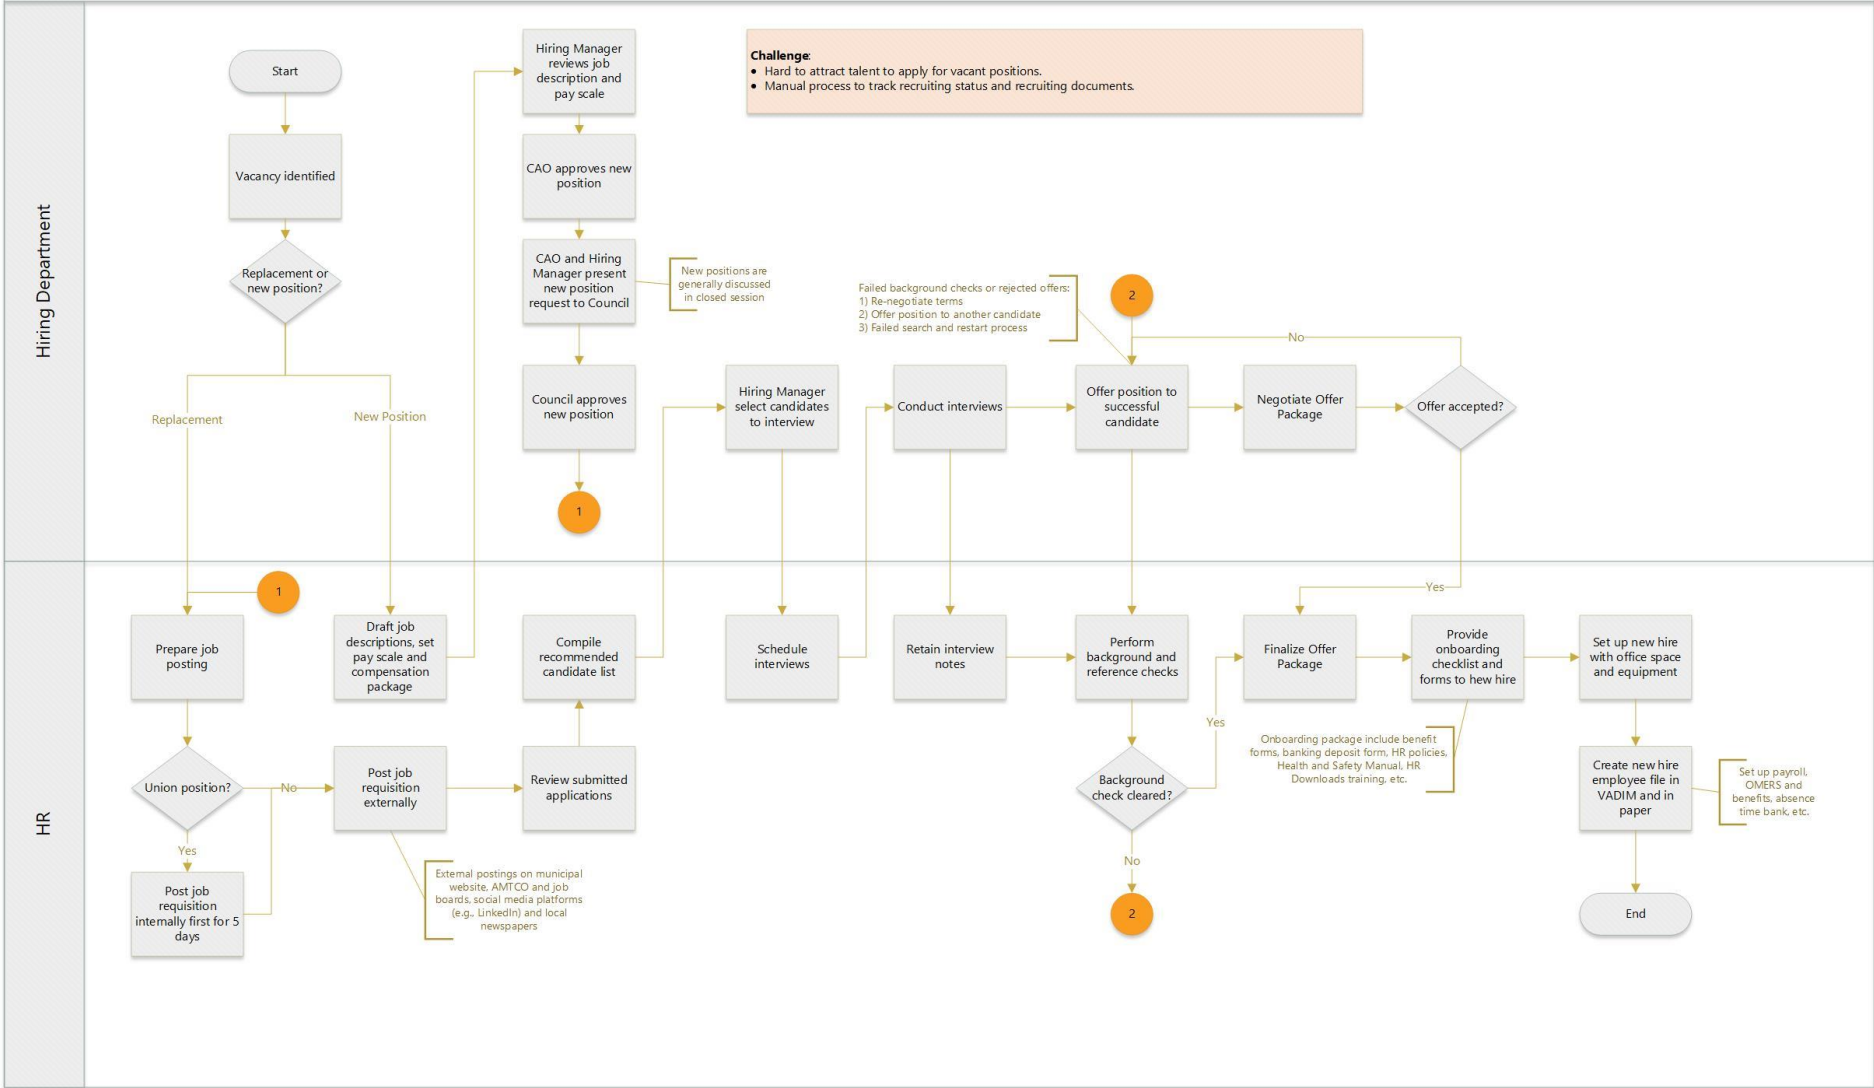 Hiring Department
Start
Vacancy identified
Replacement or
new position?
Replacement
New Position
Hiring Manager
reviews job
description and
pay scale
CAO approves new
position
CAO and Hiring
Manager present
new position
request to Council
New positions are
generally discussed
in closed session
Council approves
new position
1
Challenge:
• Hard to attract talent to apply for vacant positions.
• Manual process to track recruiting status and recruiting documents.
Hiring Manager
select candidates
to interview
Conduct interviews
Failed background checks or rejected offers:
1) Re-negotiate terms
2) Offer position to another candidate
3) Failed search and restart process
2
Offer position to
successful
candidate
Negotiate Offer
Package
Offer accepted?
No
Yes
HR
1
Prepare job
posting
Union position?
No
Yes
Post job
requisition
internally first for 5
days
Draft job
descriptions, set
pay scale and
compensation
package
Post job
requisition
externally
External postings on municipal
website, AMTCO and job
boards, social media platforms
(e.g., LinkedIn) and local
newspapers
Review submitted
applications
Compile
recommended
candidate list
Schedule
interviews
Retain interview
notes
Perform
background and
reference checks
Background
check cleared?
Yes
No
2
Finalize Offer
Package
Provide
onboarding
checklist and
forms to hew hire
Onboarding package include benefit
forms, banking deposit form, HR policies,
Health and Safety Manual, HR
Downloads training, etc.
Set up new hire
with office space
and equipment
Create new hire
employee file in
VADIM and in
paper
Set up payroll,
OMERS and
benefits, absence
time bank, etc.
End